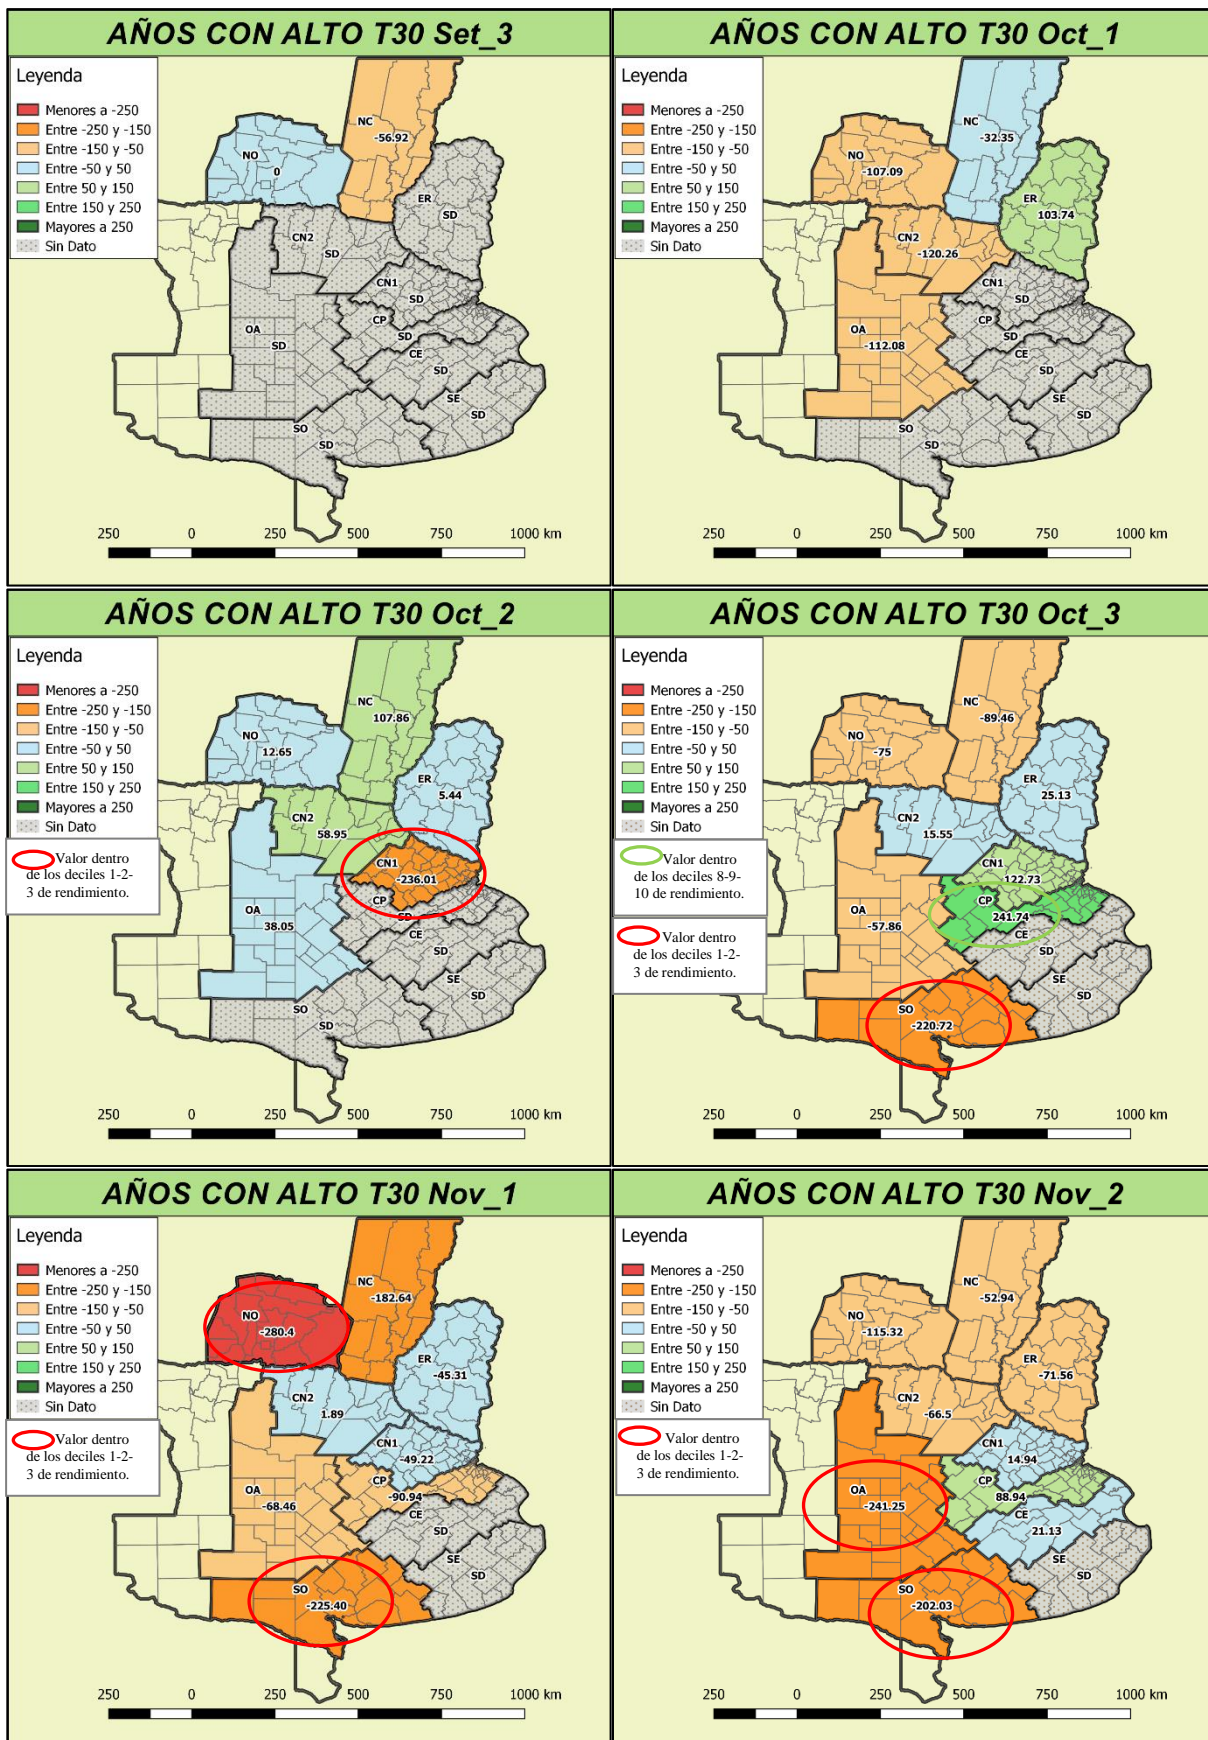 AÑOS CON ALTO T30 Set_3
Leyenda
Menores a -250
Entre -250 y -150
Entre -150 y -50
Entre -50 y 50
Entre 50 y 150
Entre 150 y 250
Mayores a 250
Sin Dato
NC
-56.92
NO
0
ER
SD
CN2
SD
CN1
SD
CP
SD
OA
SD
CE
SD
SE
SD
SO
SD
250 0 250 500 750 1000 km
AÑOS CON ALTO T30 Oct_1
Leyenda
Menores a -250
Entre -250 y -150
Entre -150 y -50
Entre -50 y 50
Entre 50 y 150
Entre 150 y 250
Mayores a 250
Sin Dato
NC
-32.35
NO
-107.09
ER
103.74
CN2
-120.26
CN1
SD
CP
SD
OA
-112.08
CE
SD
SE
SD
SO
SD
250 0 250 500 750 1000 km
AÑOS CON ALTO T30 Oct_2
Leyenda
Menores a -250
Entre -250 y -150
Entre -150 y -50
Entre -50 y 50
Entre 50 y 150
Entre 150 y 250
Mayores a 250
Sin Dato
Valor dentro
de los deciles 1-2-
3 de rendimiento.
NC
107.86
NO
12.65
ER
5.44
CN2
58.95
CN1
-236.01
CP
SD
OA
38.05
CE
SD
SE
SD
SO
SD
250 0 250 500 750 1000 km
AÑOS CON ALTO T30 Oct_3
Leyenda
Menores a -250
Entre -250 y -150
Entre -150 y -50
Entre -50 y 50
Entre 50 y 150
Entre 150 y 250
Mayores a 250
Sin Dato
Valor dentro
de los deciles 8-9-
10 de rendimiento.
Valor dentro
de los deciles 1-2-
3 de rendimiento.
NC
-89.46
NO
-75
ER
25.13
CN2
15.55
CN1
122.73
CP
241.74
OA
-57.86
CE
SD
SE
SD
SO
-220.72
250 0 250 500 750 1000 km
AÑOS CON ALTO T30 Nov_1
Leyenda
Menores a -250
Entre -250 y -150
Entre -150 y -50
Entre -50 y 50
Entre 50 y 150
Entre 150 y 250
Mayores a 250
Sin Dato
Valor dentro
de los deciles 1-2-
3 de rendimiento.
NC
-182.64
NO
-280.4
ER
-45.31
CN2
1.89
CN1
-49.22
CP
-90.94
OA
-68.46
CE
SD
SE
SD
SO
-225.40
250 0 250 500 750 1000 km
AÑOS CON ALTO T30 Nov_2
Leyenda
Menores a -250
Entre -250 y -150
Entre -150 y -50
Entre -50 y 50
Entre 50 y 150
Entre 150 y 250
Mayores a 250
Sin Dato
Valor dentro
de los deciles 1-2-
3 de rendimiento.
NC
-52.94
NO
-115.32
ER
-71.56
CN2
-66.5
CN1
14.94
CP
88.94
OA
-241.25
CE
21.13
SE
SD
SO
-202.03
250 0 250 500 750 1000 km